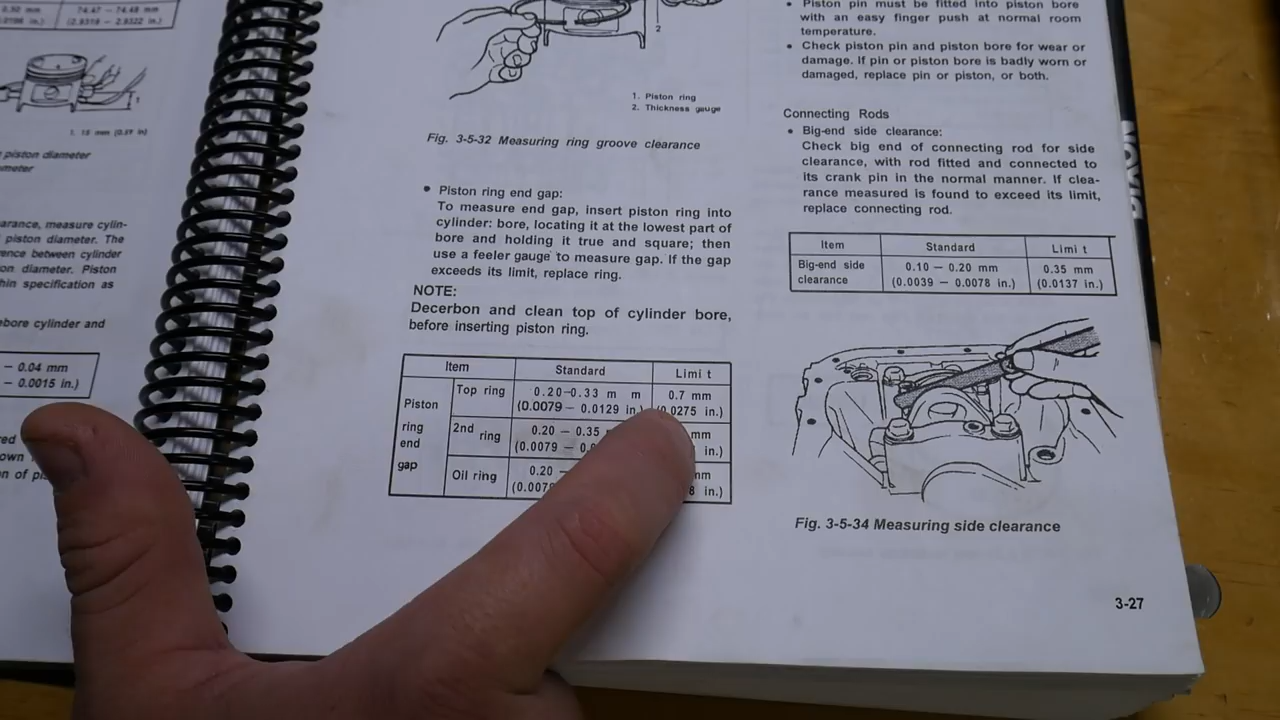 74.47 — 74.48 mm
(2.9318 — 2.9322 in.)
1. 15 mm (0.59 in)
piston diameter
arance, measure cylin-
piston diameter. The
rence between cylinder
on diameter. Piston
hin specification as
ebore cylinder and
— 0.04 mm
— 0.0015 in.)
own
n of
2
1. Piston ring
2. Thickness gauge
Fig. 3-5-32 Measuring ring groove clearance
• Piston ring end gap:
To measure end gap, insert piston ring into
cylinder: bore, locating it at the lowest part of
bore and holding it true and square; then
use a feeler gauge to measure gap. If the gap
exceeds its limit, replace ring.
NOTE:
Decerbon and clean top of cylinder bore,
before inserting piston ring.
Item Standard Limi t
Piston ring end gap
Top ring 0.20–0.33 m m 0.7 mm
(0.0079 – 0.0129 in.) (0.0275 in.)
2nd ring 0.20 – 0.35 mm
(0.0079 – in.)
Oil ring 0.20 – mm
in.)
• Piston pin must be fitted into piston bore
with an easy finger push at normal room
temperature.
• Check piston pin and piston bore for wear or
damage. If pin or piston bore is badly worn or
damaged, replace pin or piston, or both.
Connecting Rods
• Big-end side clearance:
Check big end of connecting rod for side
clearance, with rod fitted and connected to
its crank pin in the normal manner. If clea-
rance measured is found to exceed its limit,
replace connecting rod.
Item Standard Limi t
Big-end side 0.10 – 0.20 mm 0.35 mm
clearance (0.0039 – 0.0078 in.) (0.0137 in.)
Fig. 3-5-34 Measuring side clearance
3-27